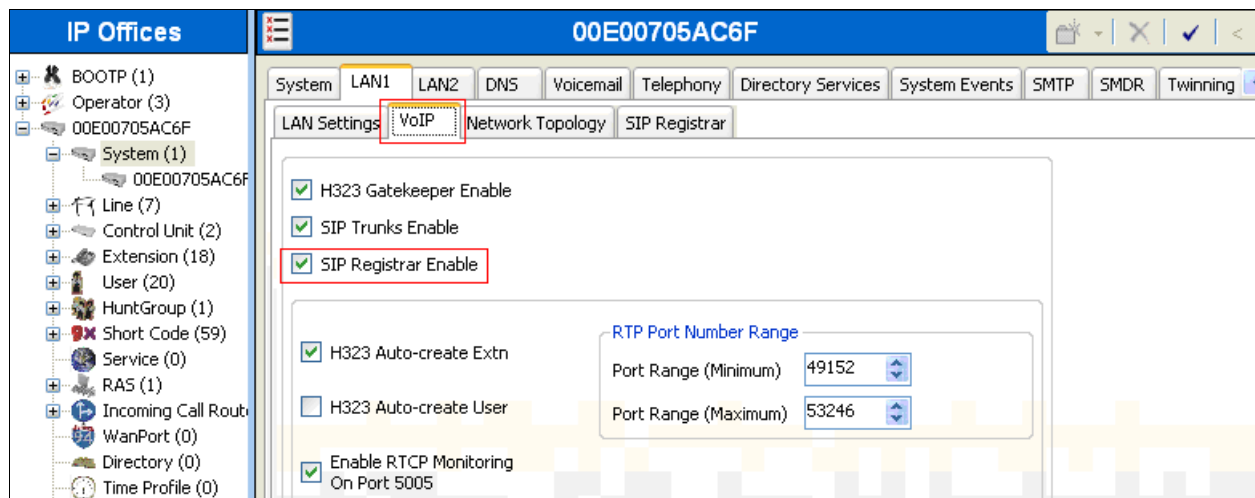 IP Offices
00E00705AC6F
BOOTP (1)
Operator (3)
00E00705AC6F
System (1)
00E00705AC6F
Line (7)
Control Unit (2)
Extension (18)
User (20)
HuntGroup (1)
Short Code (59)
Service (0)
RAS (1)
Incoming Call Rout
WanPort (0)
Directory (0)
Time Profile (0)
System LAN1 LAN2 DNS Voicemail Telephony Directory Services System Events SMTP SMDR Twinning
LAN Settings VoIP Network Topology SIP Registrar
H323 Gatekeeper Enable
SIP Trunks Enable
SIP Registrar Enable
H323 Auto-create Extn
H323 Auto-create User
Enable RTCP Monitoring
On Port 5005
RTP Port Number Range
Port Range (Minimum) 49152
Port Range (Maximum) 53246